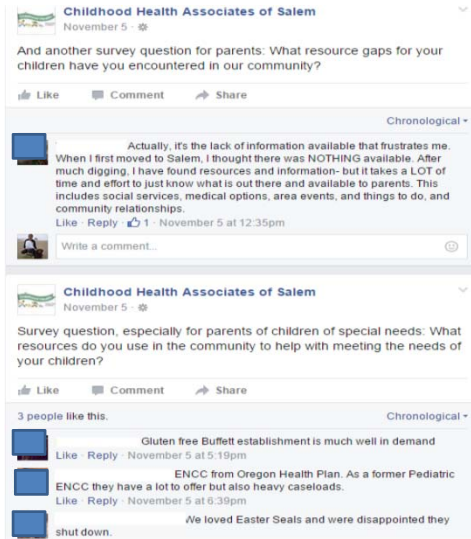 Childhood Health Associates of Salem
November 5 ·
And another survey question for parents: What resource gaps for your
children have you encountered in our community?
Like Comment Share
Chronological
Actually, it's the lack of information available that frustrates me.
When I first moved to Salem, I thought there was NOTHING available. After
much digging, I have found resources and information- but it takes a LOT of
time and effort to just know what is out there and available to parents. This
includes social services, medical options, area events, and things to do, and
community relationships.
Like · Reply · 1 · November 5 at 12:35pm
Write a comment...
Childhood Health Associates of Salem
November 5 ·
Survey question, especially for parents of children of special needs: What
resources do you use in the community to help with meeting the needs of
your children?
Like Comment Share
3 people like this. Chronological
Gluten free Buffett establishment is much well in demand
Like · Reply · November 5 at 5:19pm
ENCC from Oregon Health Plan. As a former Pediatric
ENCC they have a lot to offer but also heavy caseloads.
Like · Reply · November 5 at 6:39pm
We loved Easter Seals and were disappointed they
shut down.